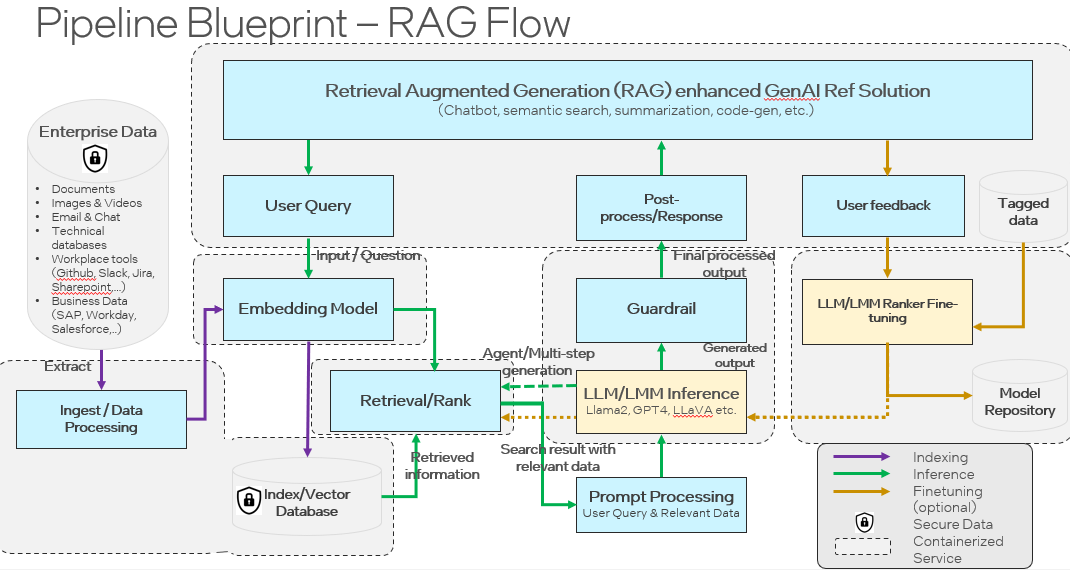 Pipeline Blueprint – RAG Flow
Retrieval Augmented Generation (RAG) enhanced GenAI Ref Solution
(Chatbot, semantic search, summarization, code-gen, etc.)
Enterprise Data
• Documents
• Images & Videos
• Email & Chat
• Technical
databases
• Workplace tools
(Github, Slack, Jira,
Sharepoint,...)
• Business Data
(SAP, Workday,
Salesforce,..)
User Query
Post-
process/Response
User feedback
Tagged
data
Input / Question
Final processed
output
Embedding Model
Guardrail
LLM/LMM Ranker Fine-
tuning
Extract
Agent/Multi-step
generation
Generated
output
Ingest / Data
Processing
Retrieval/Rank
LLM/LMM Inference
Llama2, GPT4, LLaVA etc.
Model
Repository
Retrieved
information
Search result with
relevant data
Index/Vector
Database
Prompt Processing
User Query & Relevant Data
Indexing
Inference
Finetuning
(optional)
Secure Data
Containerized
Service